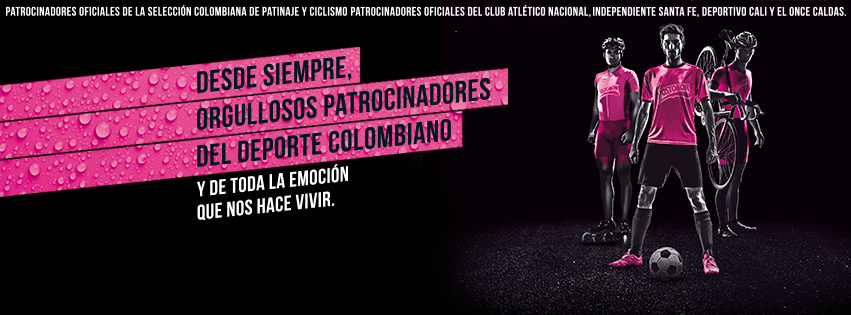 PATROCINADORES OFICIALES DE LA SELECCIÓN COLOMBIANA DE PATINAJE Y CICLISMO PATROCINADORES OFICIALES DEL CLUB ATLÉTICO NACIONAL, INDEPENDIENTE SANTA FE, DEPORTIVO CALI Y EL ONCE CALDAS.
DESDE SIEMPRE,
ORGULLOSOS PATROCINADORES
DEL DEPORTE COLOMBIANO
Y DE TODA LA EMOCIÓN
QUE NOS HACE VIVIR.
POSTOBÓN